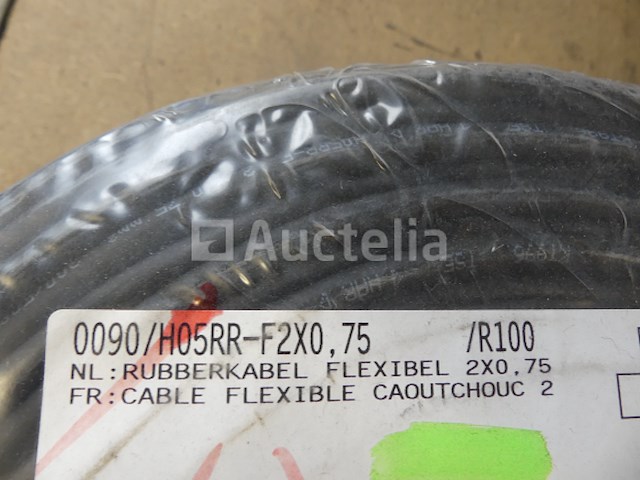 Auctelia
0090/H05RR-F2X0,75 /R100
NL:RUBBERKABEL FLEXIBEL 2X0,75
FR:CABLE FLEXIBLE CAOUTCHOUC 2